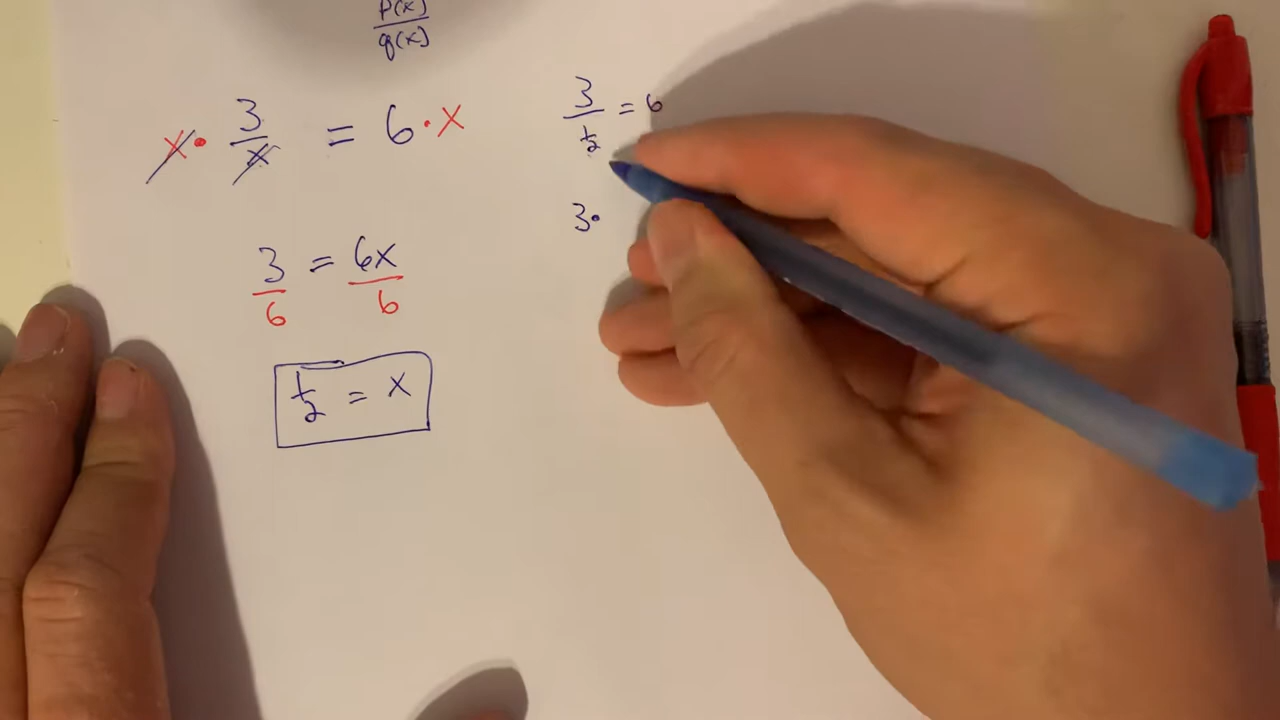 p(x)
q(x)
x • 3/x = 6 • x
3/6 = 6x/6
1/2 = x
3/(1/2) = 6
3•